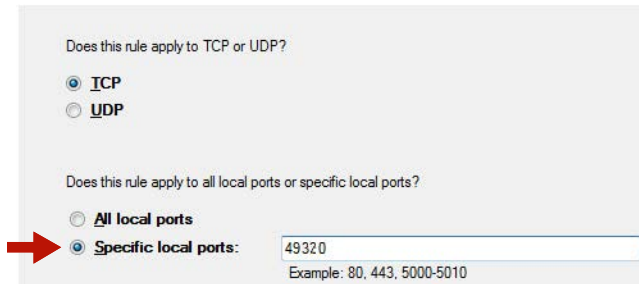 Does this rule apply to TCP or UDP?
TCP
UDP
Does this rule apply to all local ports or specific local ports?
All local ports
Specific local ports: 49320
Example: 80, 443, 5000-5010